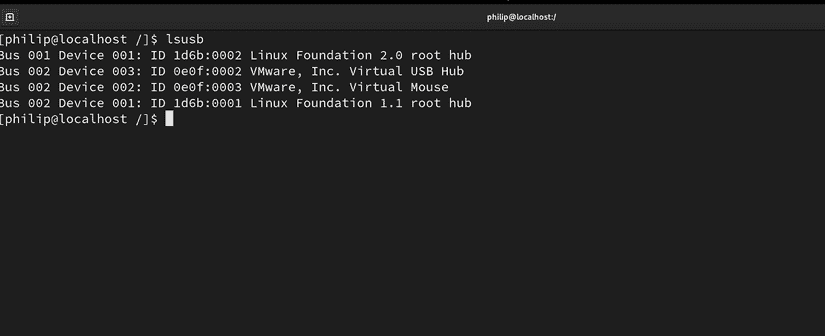 philip@localhost:/
[philip@localhost /]$ lsusb
Bus 001 Device 001: ID 1d6b:0002 Linux Foundation 2.0 root hub
Bus 002 Device 003: ID 0e0f:0002 VMware, Inc. Virtual USB Hub
Bus 002 Device 002: ID 0e0f:0003 VMware, Inc. Virtual Mouse
Bus 002 Device 001: ID 1d6b:0001 Linux Foundation 1.1 root hub
[philip@localhost /]$